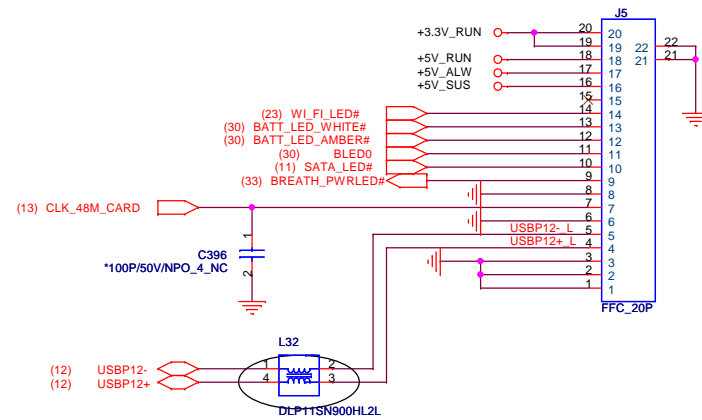 J5
+3.3V_RUN
20 20
19 19 22 22
+5V_RUN 18 18 21 21
+5V_ALW 17 17
+5V_SUS 16 16
15 15
(23) WI_FI_LED# 14 14
(30) BATT_LED_WHITE# 13 13
(30) BATT_LED_AMBER# 12 12
(30) BLED0 11 11
(11) SATA_LED# 10 10
(33) BREATH_PWRLED# 9 9
8 8
(13) CLK_48M_CARD 7 7
6 6
USBP12-_L 5 5
USBP12+_L 4 4
3 3
2 2
1 1
FFC_20P
1
C396
*100P/50V/NPO_4_NC
2
L32
(12) USBP12- 1 2
(12) USBP12+ 4 3
DLP11SN900HL2L